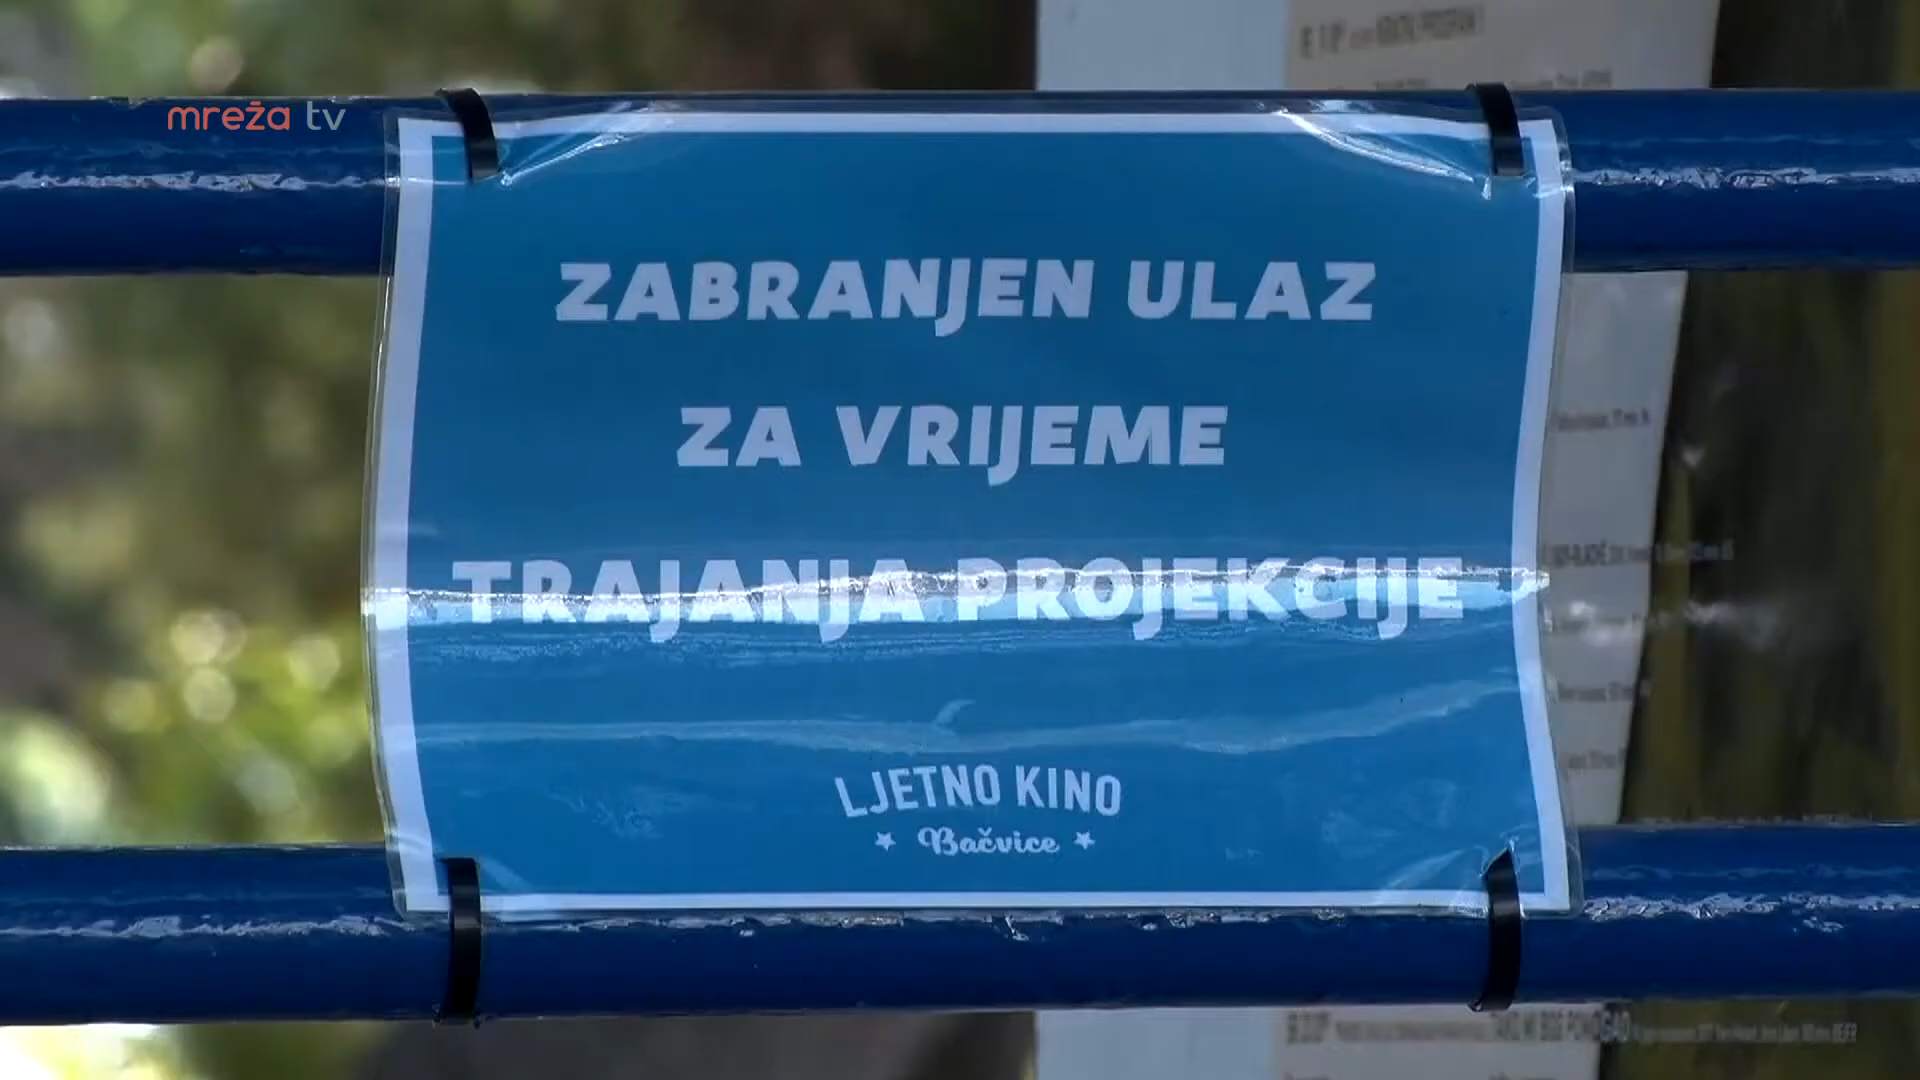 mreža tv
ZABRANJEN ULAZ
ZA VRIJEME
TRAJANJA PROJEKCIJE
LJETNO KINO
Bačvice